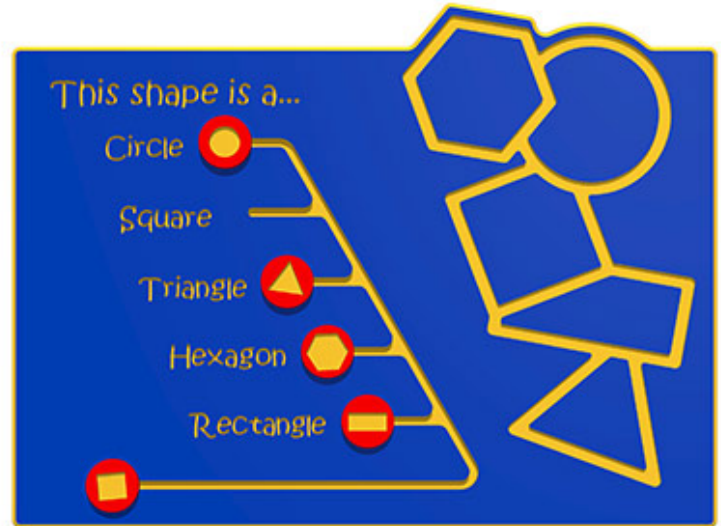 This shape is a...
Circle
Square
Triangle
Hexagon
Rectangle